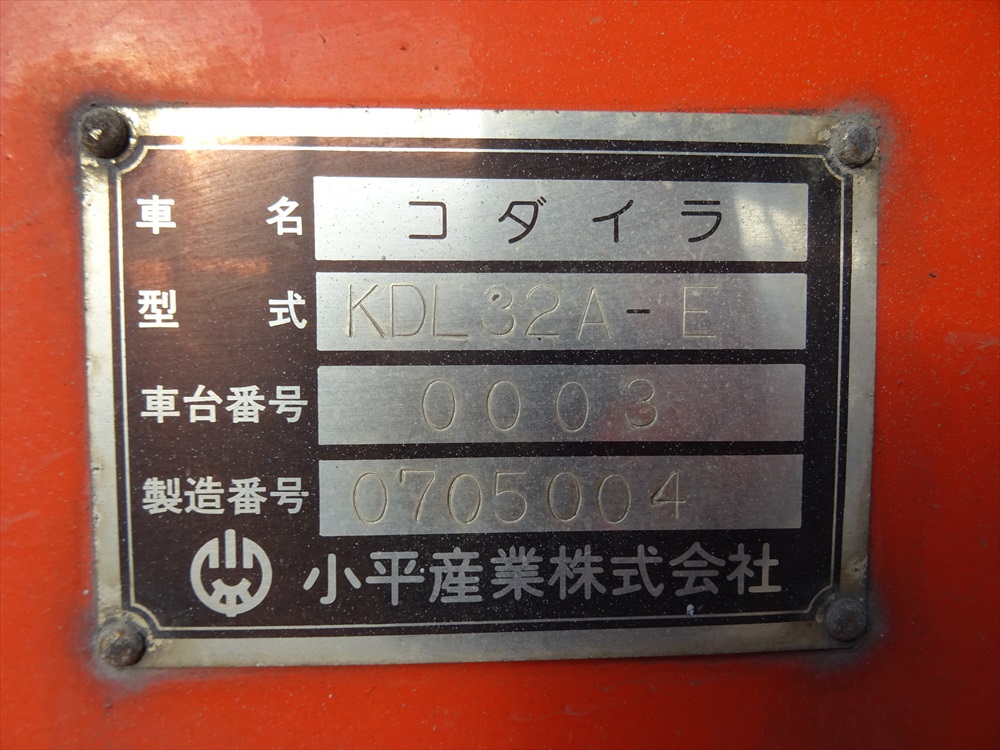 車名 コダイラ
型式 KDL32A-E
車台番号 0003
製造番号 0705004
小平産業株式会社